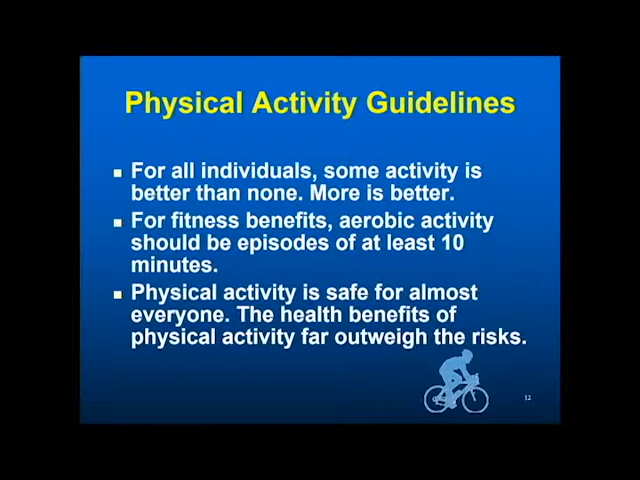 Physical Activity Guidelines
For all individuals, some activity is
better than none. More is better.
For fitness benefits, aerobic activity
should be episodes of at least 10
minutes.
Physical activity is safe for almost
everyone. The health benefits of
physical activity far outweigh the risks.
12